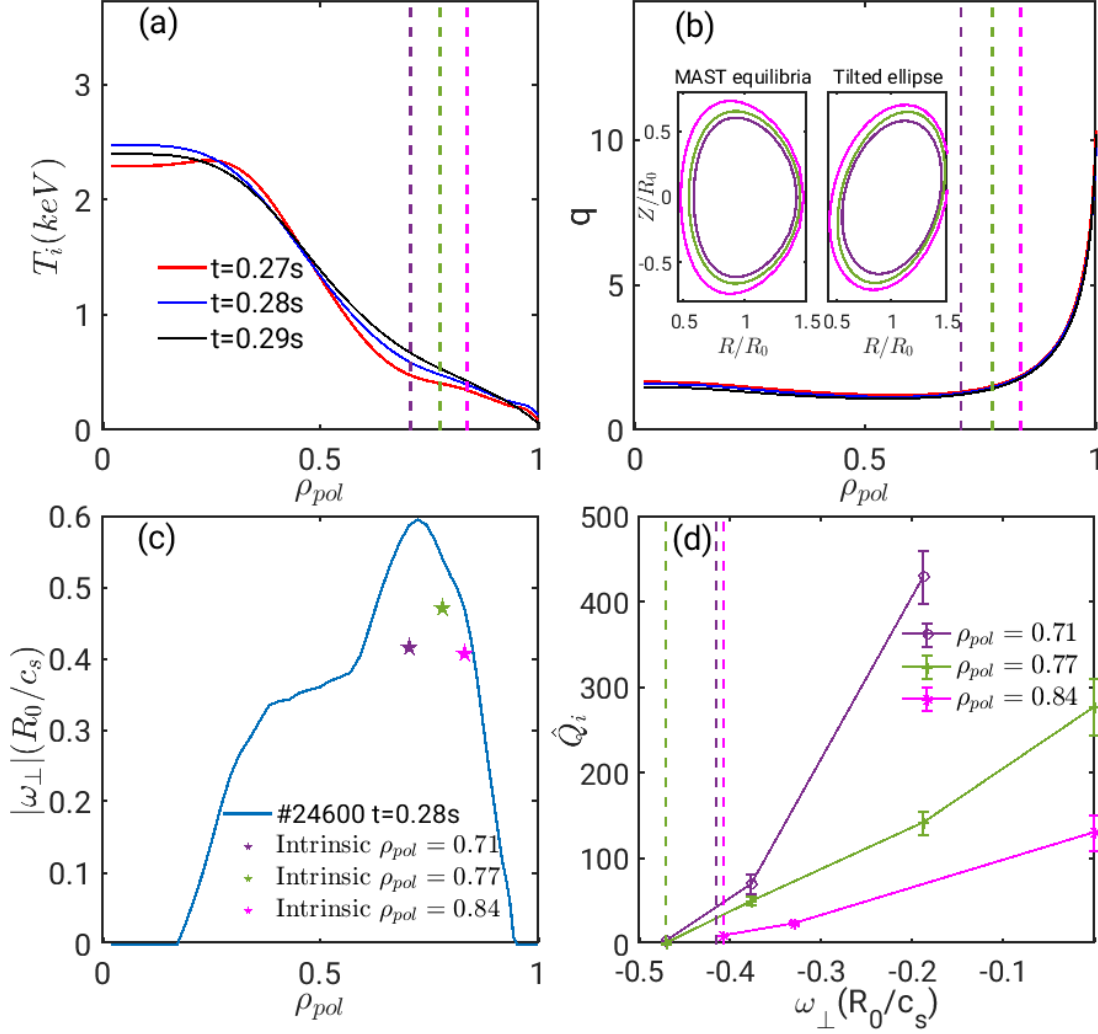 (a)
3
2
1
0
T_i(keV)
t=0.27s
t=0.28s
t=0.29s
0
0.5
1
ρ_pol
(b)
10
5
0
q
MAST equilibria
Tilted ellipse
0.5
0
-0.5
Z/R_0
0.5
1
1.5
R/R_0
0.5
1
1.5
R/R_0
0
0.5
1
ρ_pol
(c)
0.6
0.5
0.4
0.3
0.2
0.1
0
|ω_⊥|(R_0/c_s)
#24600 t=0.28s
Intrinsic ρ_pol = 0.71
Intrinsic ρ_pol = 0.77
Intrinsic ρ_pol = 0.84
0
0.5
1
ρ_pol
(d)
500
400
300
200
100
0
Q̂_i
ρ_pol = 0.71
ρ_pol = 0.77
ρ_pol = 0.84
-0.5
-0.4
-0.3
-0.2
-0.1
ω_⊥(R_0/c_s)